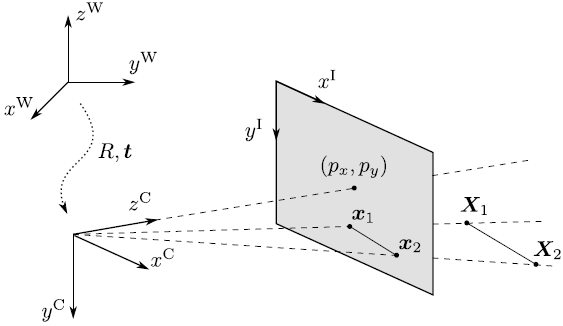 z^W
y^W
x^W
x^I
y^I
R, t
(p_x, p_y)
z^C
x_1
X_1
x_2
X_2
x^C
y^C